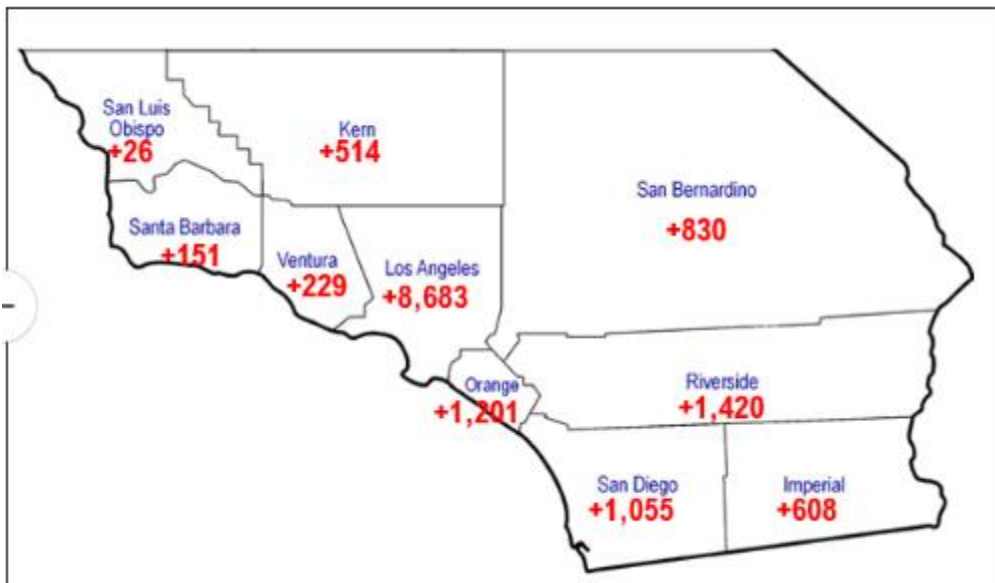 San Luis
Obispo
+26
Kern
+514
San Bernardino
+830
Santa Barbara
+151
Ventura
+229
Los Angeles
+8,683
Orange
+1,201
Riverside
+1,420
San Diego
+1,055
Imperial
+608